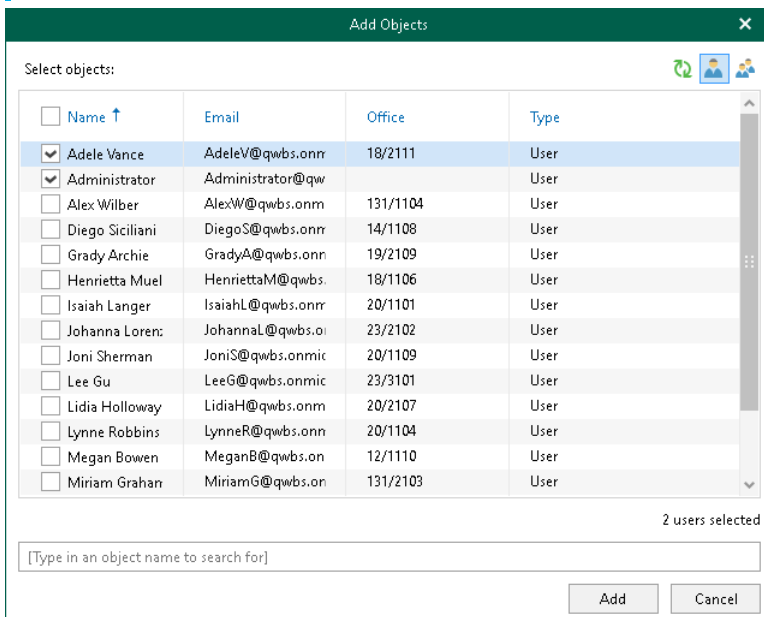 Add Objects
Select objects:
Name Email Office Type
Adele Vance AdeleV@qwbs.onm 18/2111 User
Administrator Administrator@qw User
Alex Wilber AlexW@qwbs.onm 131/1104 User
Diego Siciliani DiegoS@qwbs.onm 14/1108 User
Grady Archie GradyA@qwbs.onn 19/2109 User
Henrietta Muel HenriettaM@qwbs. 18/1106 User
Isaiah Langer IsaiahL@qwbs.onm 20/1101 User
Johanna Loren: JohannaL@qwbs.o 23/2102 User
Joni Sherman JoniS@qwbs.onmic 20/1109 User
Lee Gu LeeG@qwbs.onmic 23/3101 User
Lidia Holloway LidiaH@qwbs.onm 20/2107 User
Lynne Robbins LynneR@qwbs.onn 20/1104 User
Megan Bowen MeganB@qwbs.on 12/1110 User
Miriam Grahan MiriamG@qwbs.on 131/2103 User
2 users selected
[Type in an object name to search for]
Add Cancel